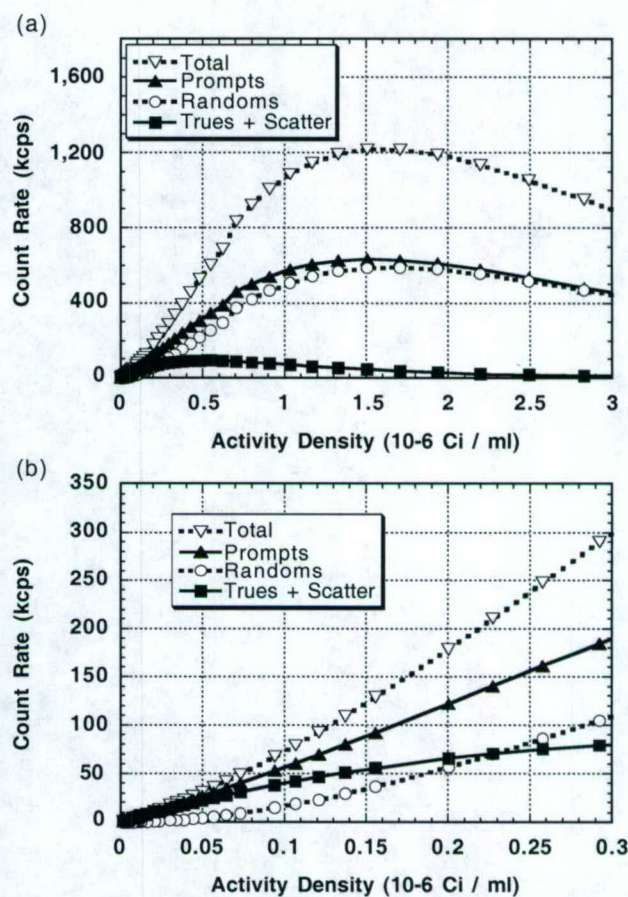 (a)
Total
Prompts
Randoms
Trues + Scatter
1,600
1,200
800
400
0
Count Rate (kcps)
0 0.5 1 1.5 2 2.5 3
Activity Density (10-6 Ci / ml)
(b)
Total
Prompts
Randoms
Trues + Scatter
350
300
250
200
150
100
50
0
Count Rate (kcps)
0 0.05 0.1 0.15 0.20 0.25 0.3
Activity Density (10-6 Ci / ml)